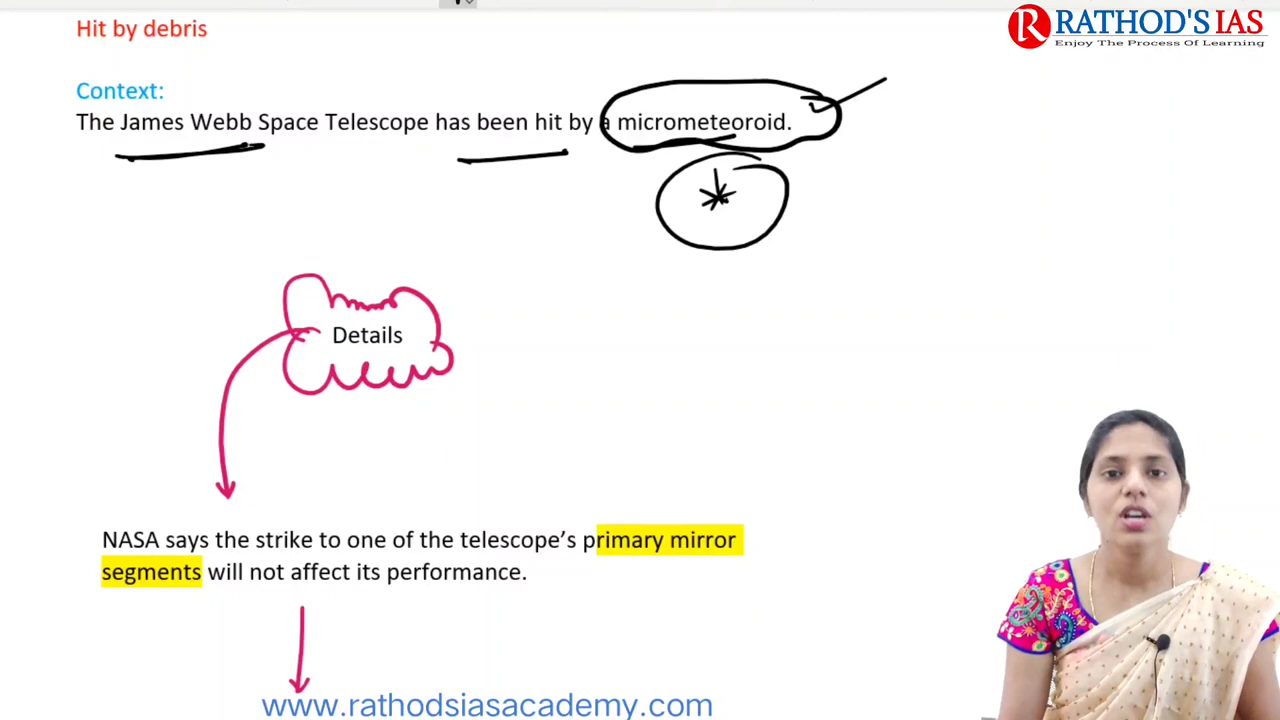 Hit by debris
R RATHOD'S IAS
Enjoy The Process Of Learning
Context:
The James Webb Space Telescope has been hit by a micrometeoroid.
Details
NASA says the strike to one of the telescope's primary mirror
segments will not affect its performance.
www.rathodsiasacademy.com